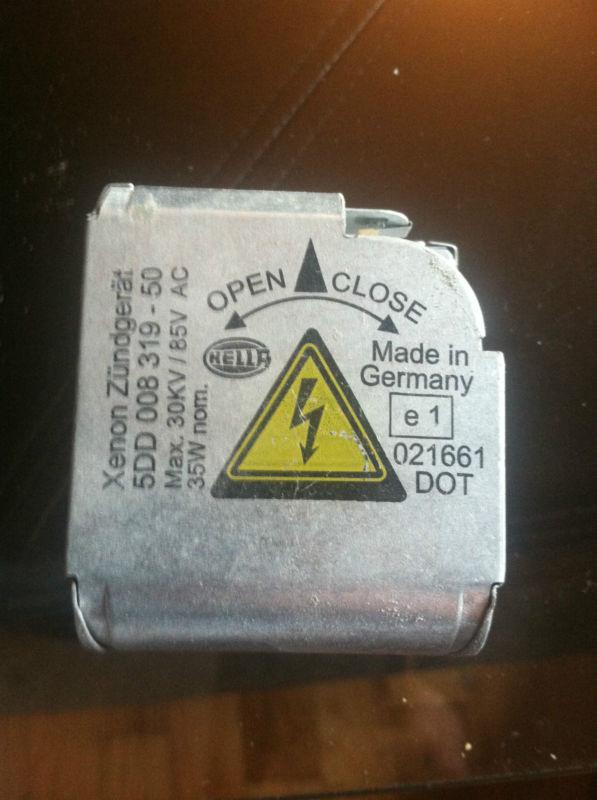 Xenon Zündgerät
5DD 008 319 - 50
Max. 30KV / 85V AC
35W nom.
OPEN CLOSE
HELLA
Made in
Germany
e 1
021661
DOT